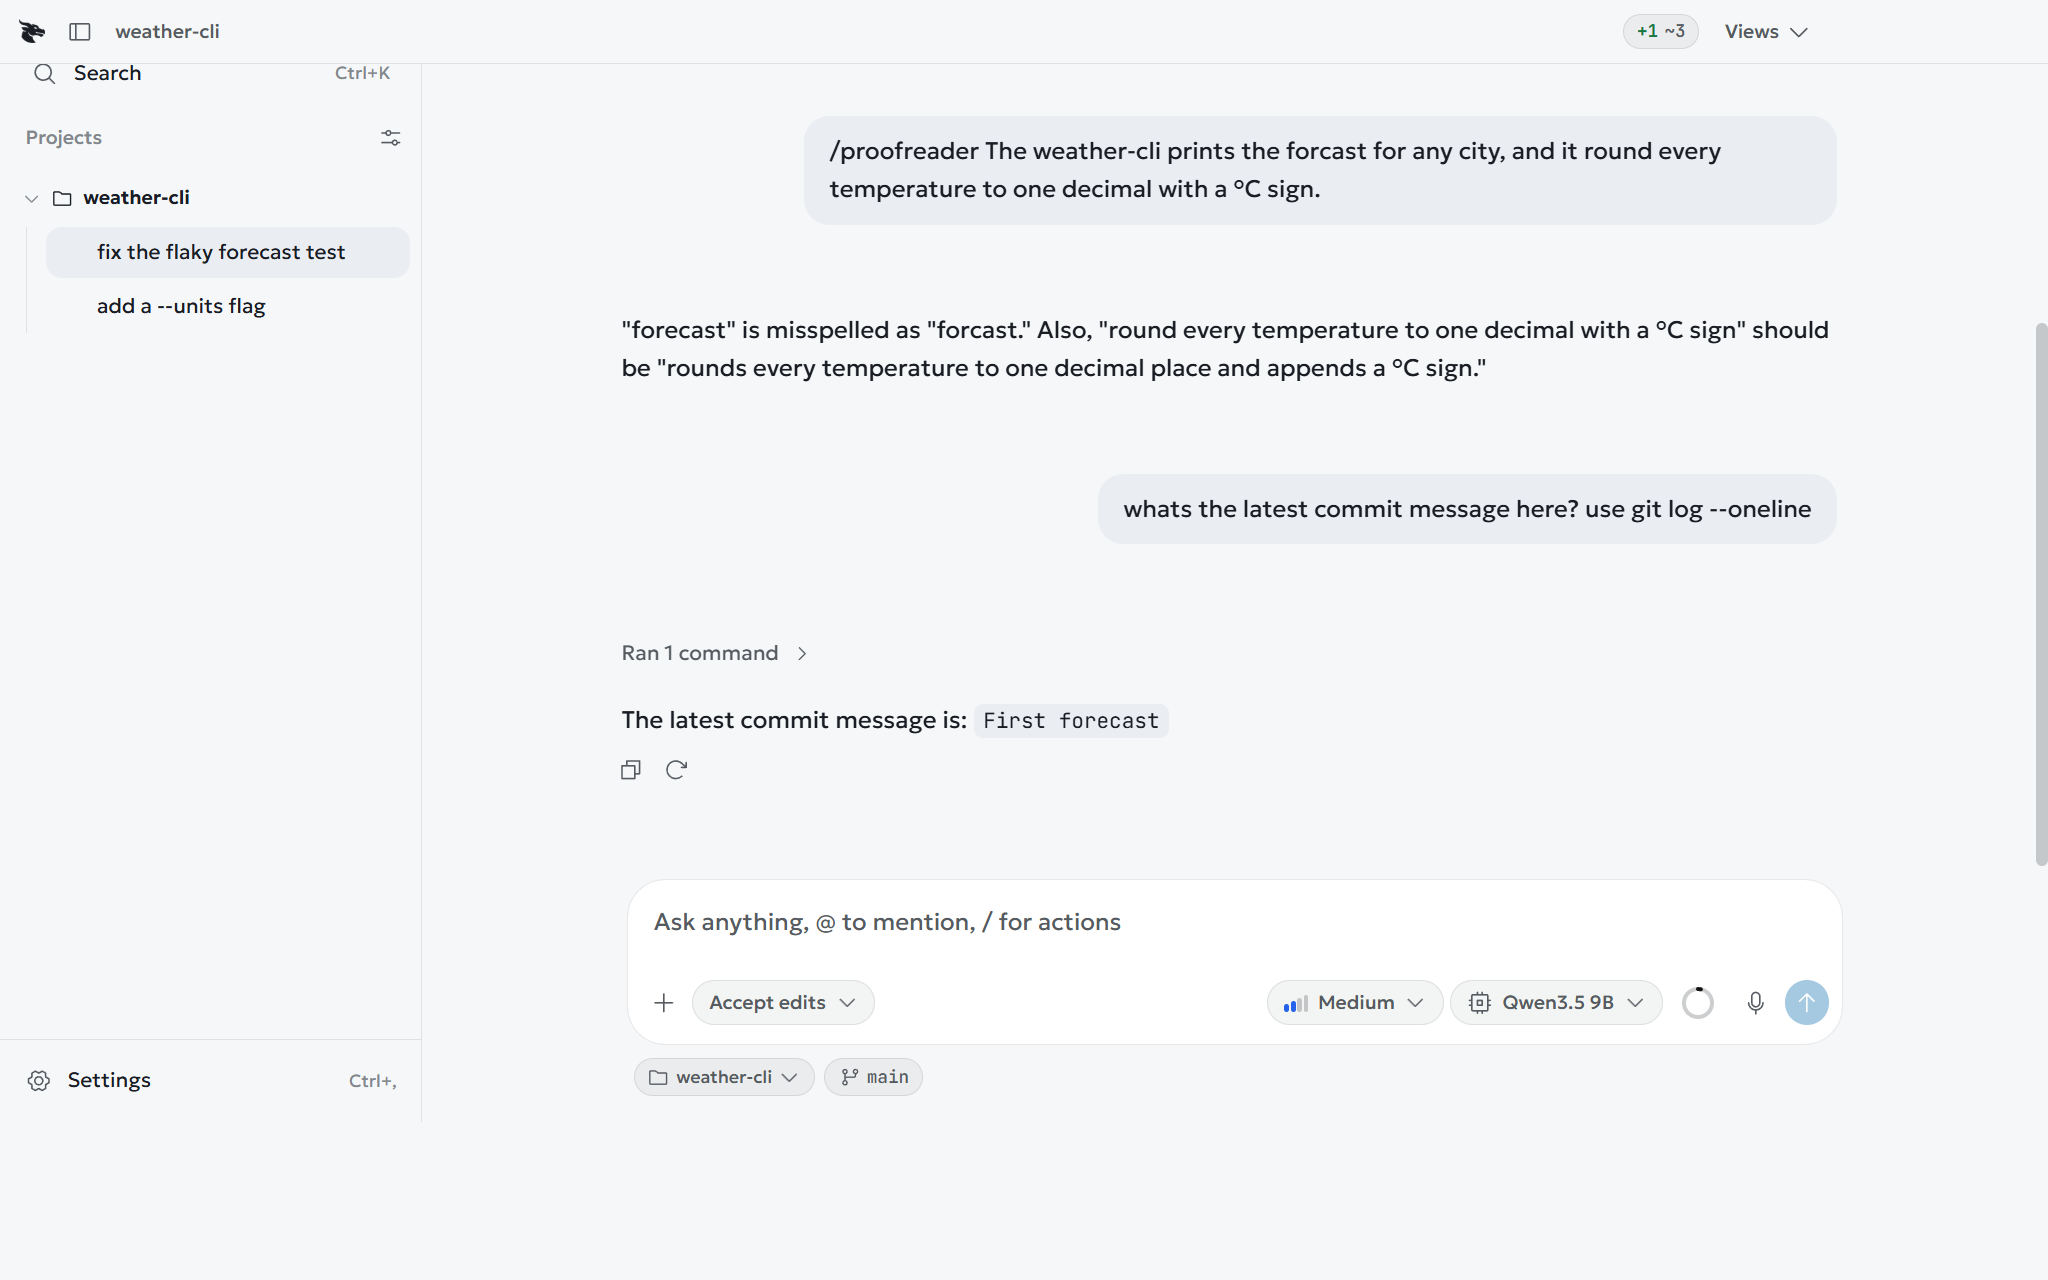 weather-cli
+1 ~3
Views
Search
Ctrl+K
Projects
weather-cli
fix the flaky forecast test
add a --units flag
/proofreader The weather-cli prints the forcast for any city, and it round every
temperature to one decimal with a °C sign.
"forecast" is misspelled as "forcast." Also, "round every temperature to one decimal with a °C sign" should
be "rounds every temperature to one decimal place and appends a °C sign."
whats the latest commit message here? use git log --oneline
Ran 1 command
The latest commit message is: First forecast
Ask anything, @ to mention, / for actions
Accept edits
Medium
Qwen3.5 9B
weather-cli
main
Settings
Ctrl+,